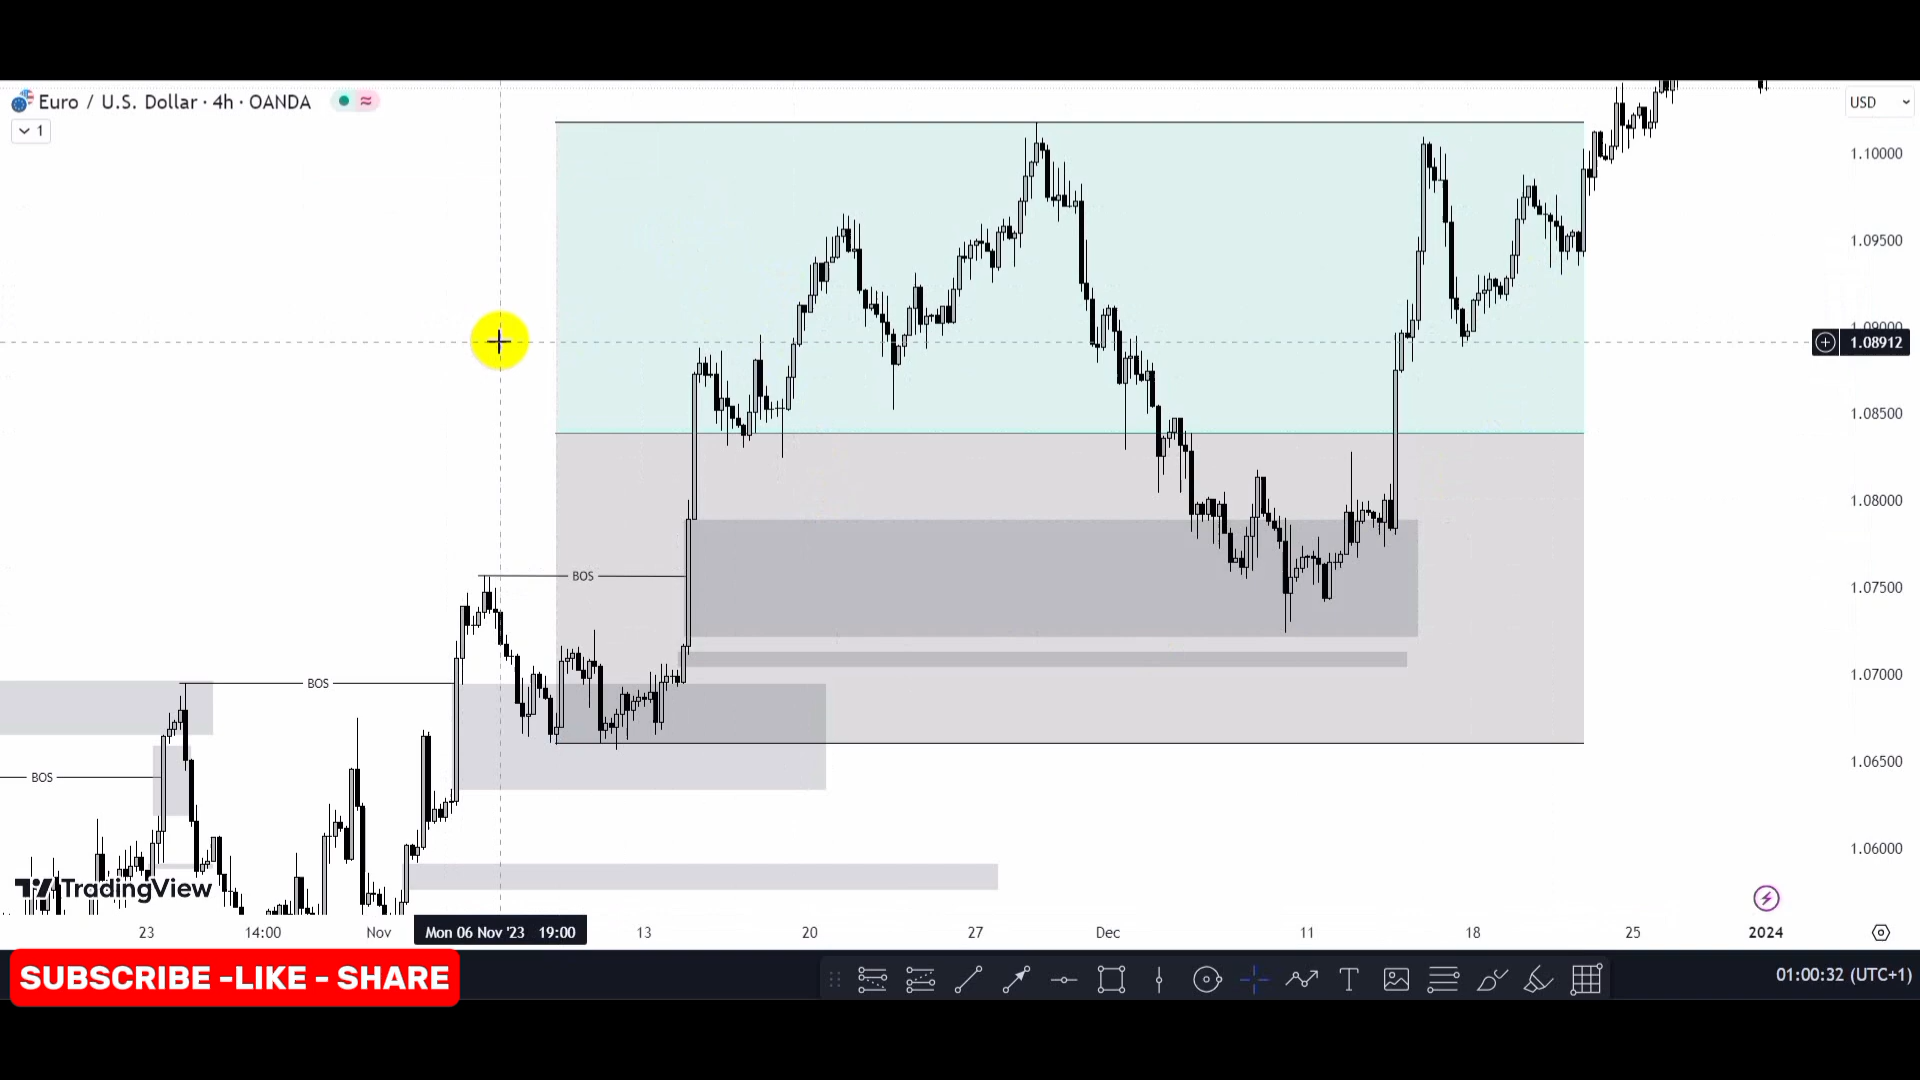 Euro / U.S. Dollar · 4h · OANDA
USD
1
1.10000
1.09500
1.09000
1.08912
1.08500
1.08000
BOS
1.07500
BOS
1.07000
BOS
1.06500
1.06000
TradingView
23
14:00
Nov
Mon 06 Nov '23 19:00
13
20
27
Dec
11
18
25
2024
SUBSCRIBE -LIKE - SHARE
01:00:32 (UTC+1)